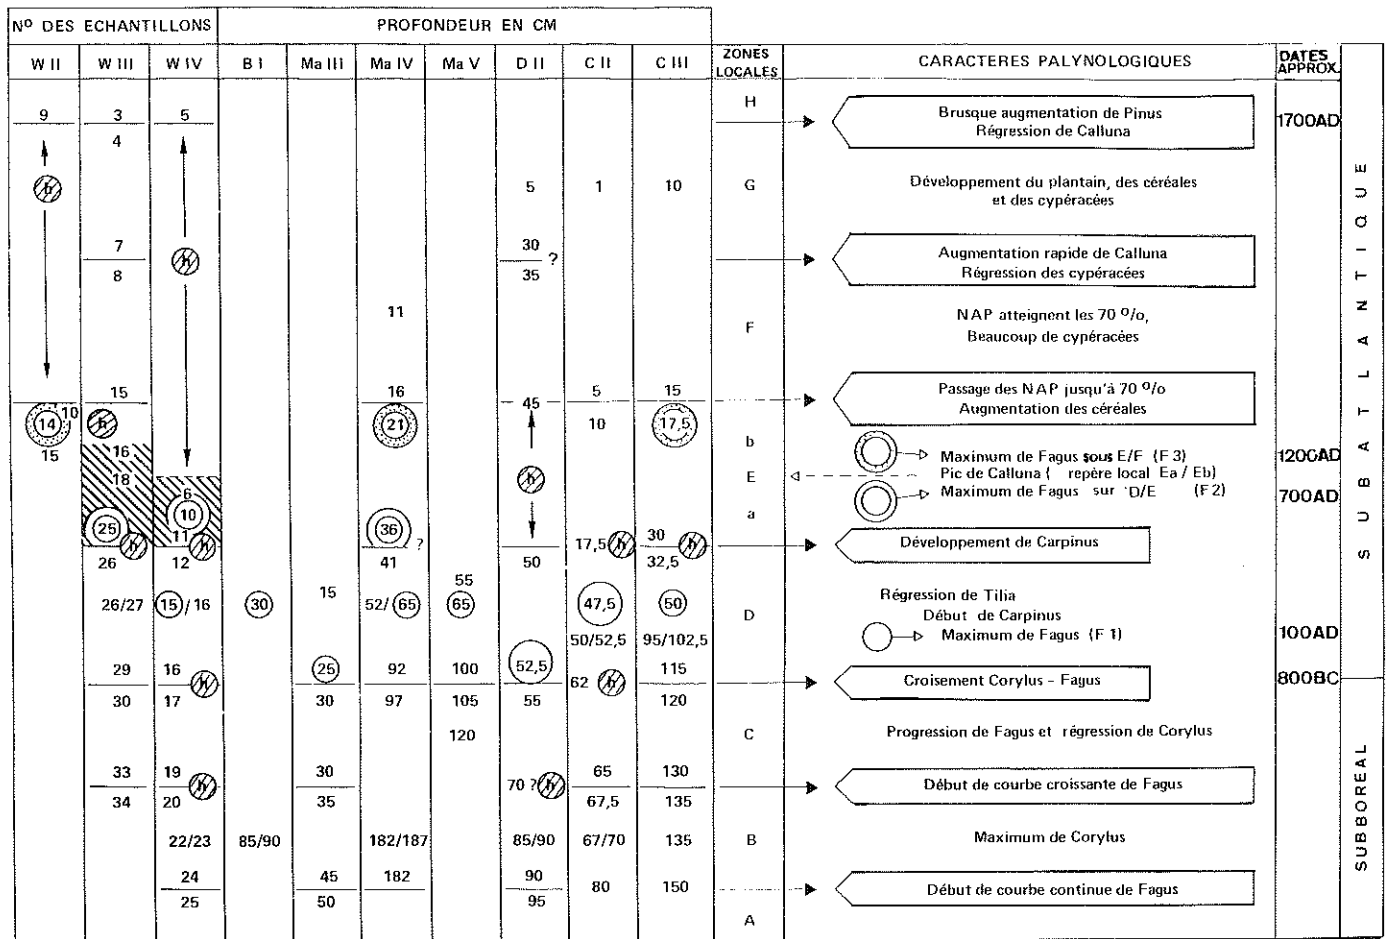 Nº DES ECHANTILLONS PROFONDEUR EN CM
W II W III W IV B I Ma III Ma IV Ma V D II C II C III ZONES LOCALES CARACTERES PALYNOLOGIQUES DATES APPROX.
H
9 3 5 Brusque augmentation de Pinus 1700AD
4 Régression de Calluna
h 5 1 10 G Développement du plantain, des céréales
et des cypéracées
7 h 30 ? Augmentation rapide de Calluna
8 35 Régression des cypéracées
11 F NAP atteignent les 70 º/o,
Beaucoup de cypéracées
15 16 45 5 15 Passage des NAP jusqu'à 70 º/o
10 14 h 21 10 17,5 Augmentation des céréales
15 16 b Maximum de Fagus sous E/F (F3) 1200AD
18 h E Pic de Calluna ( repère local Ea / Eb)
6 Maximum de Fagus sur D/E (F2) 700AD
25 10 36 a
11 h h ? 17,5 h 30 h Développement de Carpinus
26 12 41 50 32,5
55
26/27 15 / 16 30 15 52/ 65 65 47,5 50 D Régression de Tilia
Début de Carpinus
50/52,5 95/102,5 Maximum de Fagus (F1) 100AD
29 16 h 25 92 100 52,5 62 h 115 Croisement Corylus - Fagus 800BC
30 17 30 97 105 55 120
120 C Progression de Fagus et régression de Corylus
33 19 h 30 70 ? h 65 130 Début de courbe croissante de Fagus
34 20 35 67,5 135
22/23 85/90 182/187 85/90 67/70 135 B Maximum de Corylus
24 45 182 90 80 150 Début de courbe continue de Fagus
25 50 95
A
SUBATLANTIQUE
SUBBOREAL